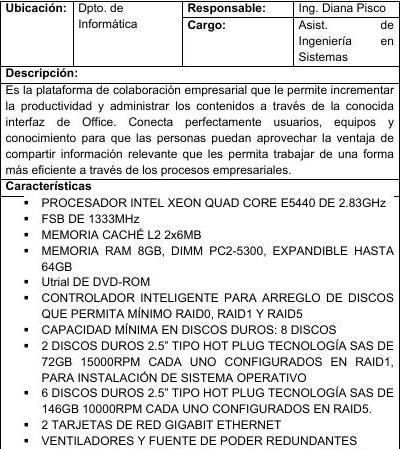 Ubicación: Dpto. de Responsable: Ing. Diana Pisco
Informática Cargo: Asist. de
Ingeniería en
Sistemas
Descripción:
Es la plataforma de colaboración empresarial que le permite incrementar
la productividad y administrar los contenidos a través de la conocida
interfaz de Office. Conecta perfectamente usuarios, equipos y
conocimiento para que las personas puedan aprovechar la ventaja de
compartir información relevante que les permita trabajar de una forma
más eficiente a través de los procesos empresariales.
Características
▪ PROCESADOR INTEL XEON QUAD CORE E5440 DE 2.83GHz
▪ FSB DE 1333MHz
▪ MEMORIA CACHÉ L2 2x6MB
▪ MEMORIA RAM 8GB, DIMM PC2-5300, EXPANDIBLE HASTA
64GB
▪ Utrial DE DVD-ROM
▪ CONTROLADOR INTELIGENTE PARA ARREGLO DE DISCOS
QUE PERMITA MÍNIMO RAID0, RAID1 Y RAID5
▪ CAPACIDAD MÍNIMA EN DISCOS DUROS: 8 DISCOS
▪ 2 DISCOS DUROS 2.5” TIPO HOT PLUG TECNOLOGÍA SAS DE
72GB 15000RPM CADA UNO CONFIGURADOS EN RAID1,
PARA INSTALACIÓN DE SISTEMA OPERATIVO
▪ 6 DISCOS DUROS 2.5” TIPO HOT PLUG TECNOLOGÍA SAS DE
146GB 10000RPM CADA UNO CONFIGURADOS EN RAID5.
▪ 2 TARJETAS DE RED GIGABIT ETHERNET
▪ VENTILADORES Y FUENTE DE PODER REDUNDANTES